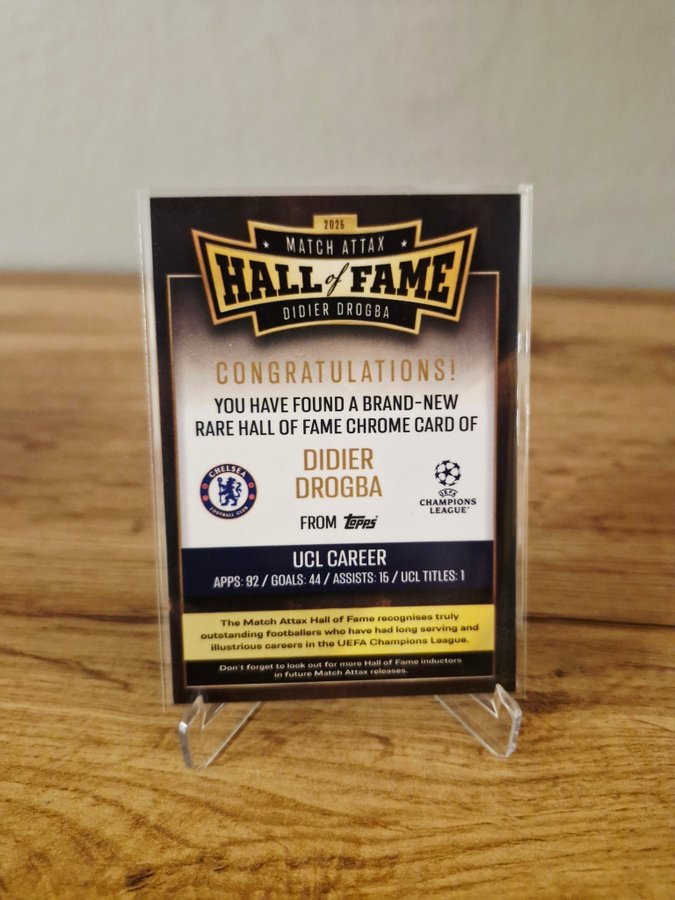 2025
MATCH ATTAX
HALL of FAME
DIDIER DROGBA
CONGRATULATIONS!
YOU HAVE FOUND A BRAND-NEW
RARE HALL OF FAME CHROME CARD OF
DIDIER
DROGBA
CHELSEA
FOOTBALL CLUB
UEFA
CHAMPIONS
LEAGUE
FROM Topps
UCL CAREER
APPS: 92 / GOALS: 44 / ASSISTS: 15 / UCL TITLES: 1
The Match Attax Hall of Fame recognises truly
outstanding footballers who have had long serving and
illustrious careers in the UEFA Champions League.
Don't forget to look out for more Hall of Fame inductors
in future Match Attax releases.